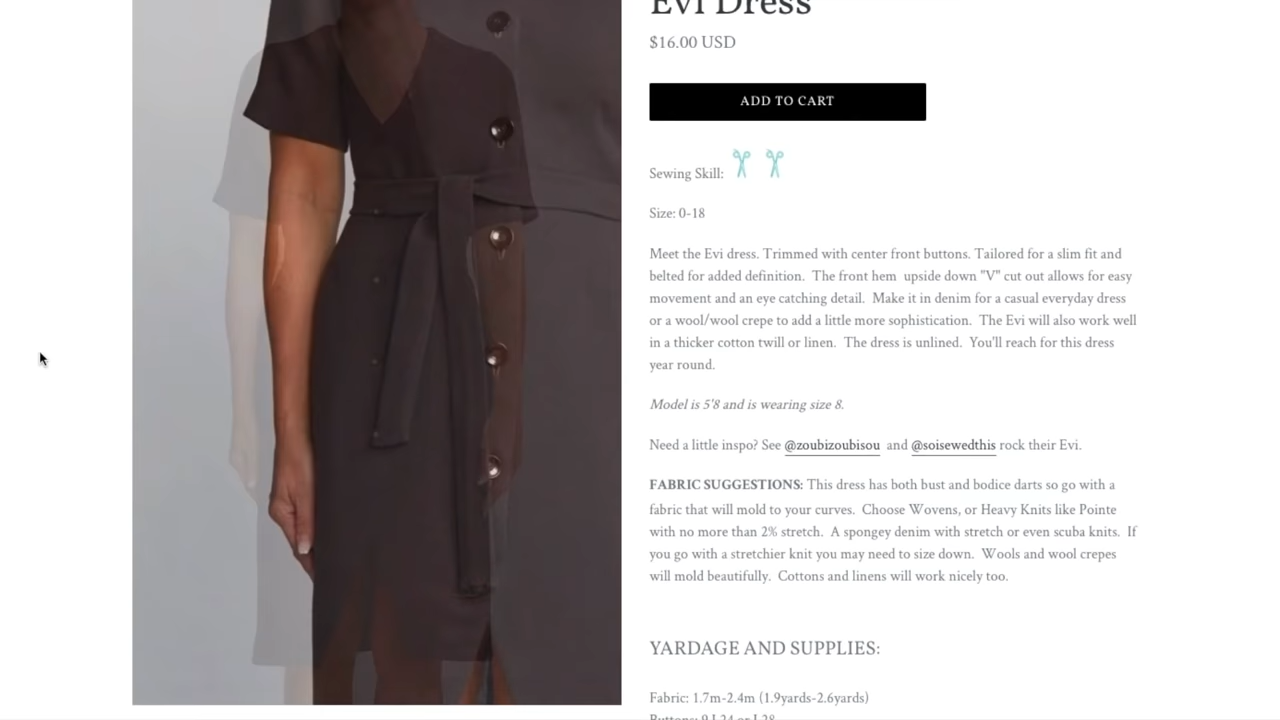 Evi Dress
$16.00 USD
ADD TO CART
Sewing Skill:
Size: 0-18
Meet the Evi dress. Trimmed with center front buttons. Tailored for a slim fit and
belted for added definition.  The front hem  upside down "V" cut out allows for easy
movement and an eye catching detail.  Make it in denim for a casual everyday dress
or a wool/wool crepe to add a little more sophistication.  The Evi will also work well
in a thicker cotton twill or linen.  The dress is unlined.  You'll reach for this dress
year round.
Model is 5'8 and is wearing size 8.
Need a little inspo? See @zoubizoubisou  and @soisewedthis rock their Evi.
FABRIC SUGGESTIONS: This dress has both bust and bodice darts so go with a
fabric that will mold to your curves.  Choose Wovens, or Heavy Knits like Pointe
with no more than 2% stretch.  A spongey denim with stretch or even scuba knits.  If
you go with a stretchier knit you may need to size down.  Wools and wool crepes
will mold beautifully.  Cottons and linens will work nicely too.
YARDAGE AND SUPPLIES:
Fabric: 1.7m-2.4m (1.9yards-2.6yards)
Buttons: 9 L24 or L28